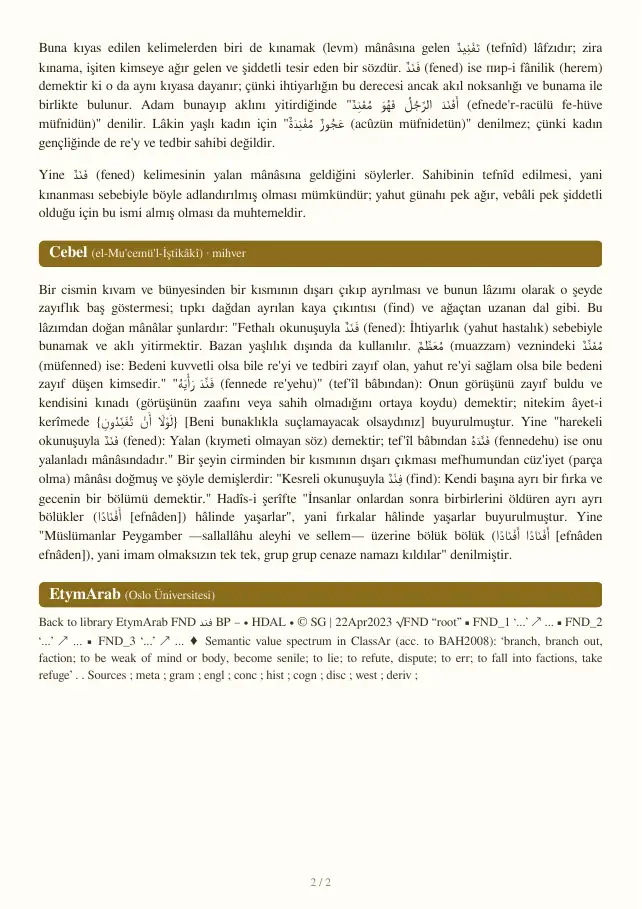 Buna kıyas edilen kelimelerden biri de kınamak (levm) mânâsına gelen تَفْنِيدٌ (tefnîd) lâfzıdır; zira
kınama, işiten kimseye ağır gelen ve şiddetli tesir eden bir sözdür. فَنَدٌ (fened) ise пир-i fânilik (herem)
demektir ki o da aynı kıyasa dayanır; çünki ihtiyarlığın bu derecesi ancak akıl noksanlığı ve bunama ile
birlikte bulunur. Adam bunayıp aklını yitirdiğinde "أَفْنَدَ الرَّجُلُ فَهُوَ مُفْنِدٌ (efnede'r-racülü fe-hüve
müfnidün)" denilir. Lâkin yaşlı kadın için "عَجُوزٌ مُفْنِدَةٌ (acûzün müfnidetün)" denilmez; çünki kadın
gençliğinde de re'y ve tedbir sahibi değildir.
Yine فَنَدٌ (fened) kelimesinin yalan mânâsına geldiğini söylerler. Sahibinin tefnîd edilmesi, yani
kınanması sebebiyle böyle adlandırılmış olması mümkündür; yahut günahı pek ağır, vebâli pek şiddetli
olduğu için bu ismi almış olması da muhtemeldir.
Cebel (el-Mu'cemü'l-İştikâkî) · mihver
Bir cismin kıvam ve bünyesinden bir kısmının dışarı çıkıp ayrılması ve bunun lâzımı olarak o şeyde
zayıflık baş göstermesi; tıpkı dağdan ayrılan kaya çıkıntısı (find) ve ağaçtan uzanan dal gibi. Bu
lâzımdan doğan mânâlar şunlardır: "Fethalı okunuşuyla فَنَدٌ (fened): İhtiyarlık (yahut hastalık) sebebiyle
bunamak ve aklı yitirmektir. Bazan yaşlılık dışında da kullanılır. مُعَظَّمٌ (muazzam) veznindeki مُفَنَّدٌ
(müfenned) ise: Bedeni kuvvetli olsa bile re'yi ve tedbiri zayıf olan, yahut re'yi sağlam olsa bile bedeni
zayıf düşen kimsedir." "فَنَّدَ رَأْيَهُ (fennede re'yehu)" (tef'îl bâbından): Onun görüşünü zayıf buldu ve
kendisini kınadı (görüşünün zaafını veya sahih olmadığını ortaya koydu) demektir; nitekim âyet-i
kerîmede {لَوْلَا أَنْ تُفَنِّدُونِ} [Beni bunaklıkla suçlamayacak olsaydınız] buyurulmuştur. Yine "harekeli
okunuşuyla فَنَدٌ (fened): Yalan (kıymeti olmayan söz) demektir; tef'îl bâbından فَنَّدَهُ (fennedehu) ise onu
yalanladı mânâsındadır." Bir şeyin cirminden bir kısmının dışarı çıkması mefhumundan cüz'iyet (parça
olma) mânâsı doğmuş ve şöyle demişlerdir: "Kesreli okunuşuyla فِنْدٌ (find): Kendi başına ayrı bir fırka ve
gecenin bir bölümü demektir." Hadîs-i şerîfte "İnsanlar onlardan sonra birbirlerini öldüren ayrı ayrı
bölükler (أَفْنَادًا [efnâden]) hâlinde yaşarlar", yani fırkalar hâlinde yaşarlar buyurulmuştur. Yine
"Müslümanlar Peygamber —sallallâhu aleyhi ve sellem— üzerine bölük bölük (أَفْنَادًا أَفْنَادًا [efnâden
efnâden]), yani imam olmaksızın tek tek, grup grup cenaze namazı kıldılar" denilmiştir.
EtymArab (Oslo Üniversitesi)
Back to library EtymArab FND فند BP – • HDAL • © SG | 22Apr2023 √FND “root” ▪ FND_1 ‘...’ ↗ ... ▪ FND_2
‘...’ ↗ ... ▪ FND_3 ‘...’ ↗ ... ♦ Semantic value spectrum in ClassAr (acc. to BAH2008): ‘branch, branch out,
faction; to be weak of mind or body, become senile; to lie; to refute, dispute; to err; to fall into factions, take
refuge’ . . Sources ; meta ; gram ; engl ; conc ; hist ; cogn ; disc ; west ; deriv ;
2 / 2